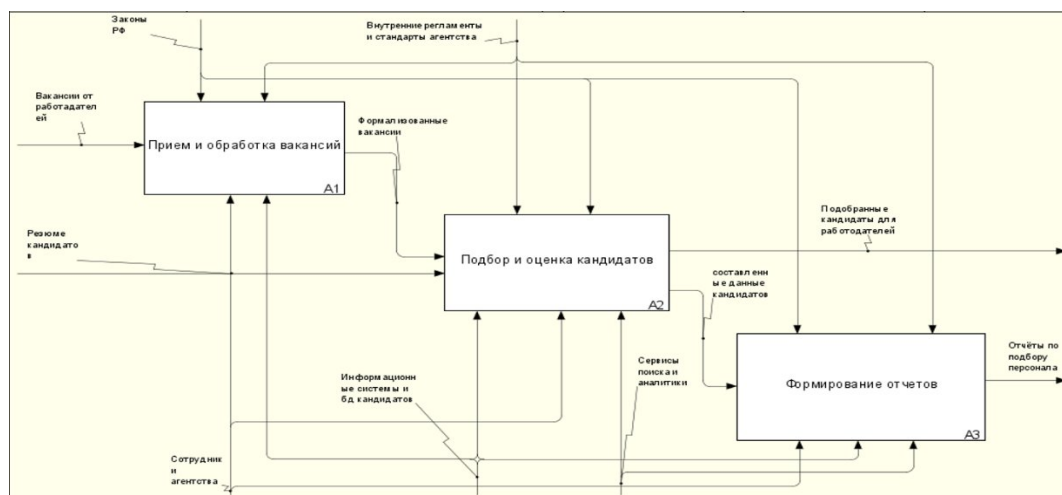 Законы
РФ
Внутренние регламенты
и стандарты агентства
Вакансии от
работадател
ей
Прием и обработка вакансий
A1
Формализованные
вакансии
Резюме
кандидато
в
Подбор и оценка кандидатов
A2
Подобранные
кандидаты для
работодателей
составленн
ые данные
кандидатов
Отчёты по
подбору
персонала
Формирование отчетов
A3
Информационн
ые системы и
бд кандидатов
Сервисы
поиска и
аналитики
Сотрудник
и
агентства